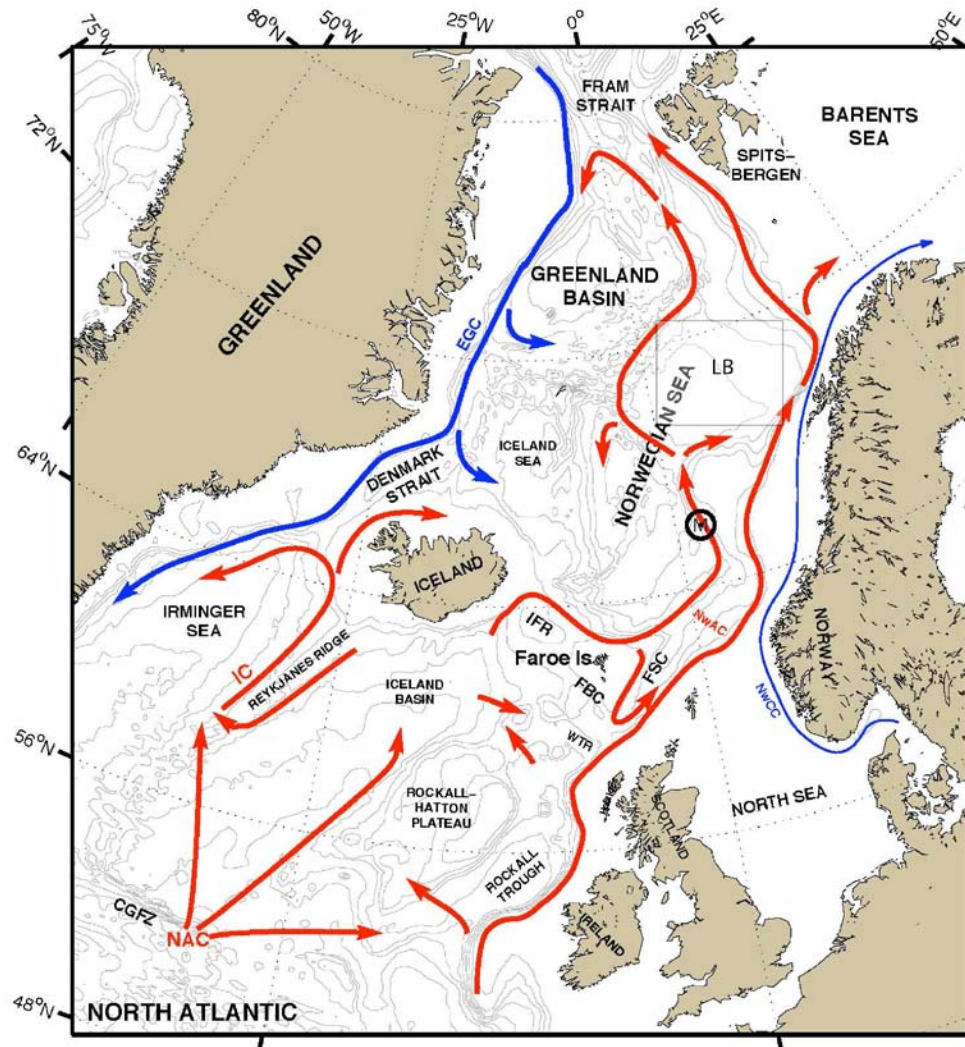 75°N
80°N
50°W
25°W
0°
25°E
50°E
72°N
64°N
56°N
48°N
FRAM
STRAIT
BARENTS
SEA
SPITS-
BERGEN
GREENLAND
GREENLAND
BASIN
EGC
LB
NORWEGIAN SEA
ICELAND
SEA
DENMARK
STRAIT
M
ICELAND
IRMINGER
SEA
NwAC
IFR
NORWAY
Faroe Is.
FSC
IC
REYKJANES RIDGE
FBC
ICELAND
BASIN
NwCC
WTR
ROCKALL-
HATTON
PLATEAU
NORTH SEA
SCOTLAND
ROCKALL
TROUGH
CGFZ
NAC
IRELAND
NORTH ATLANTIC